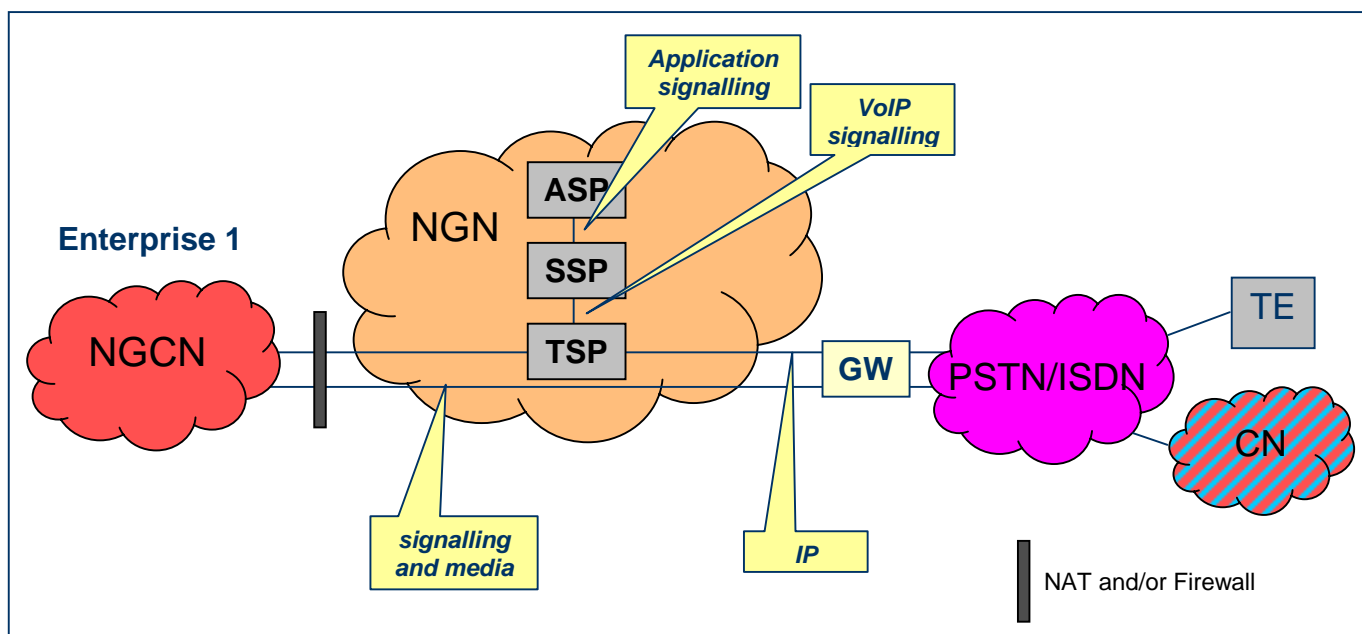 Application
signalling
VoIP
signalling
ASP
NGN
Enterprise 1
SSP
TE
NGCN
TSP
GW
PSTN/ISDN
CN
signalling
and media
IP
NAT and/or Firewall